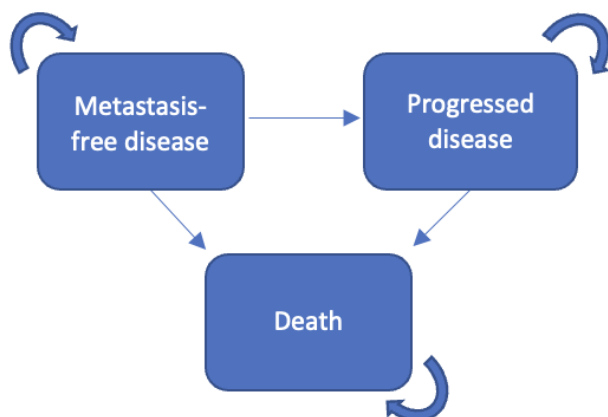 Metastasis-
free disease
Progressed
disease
Death